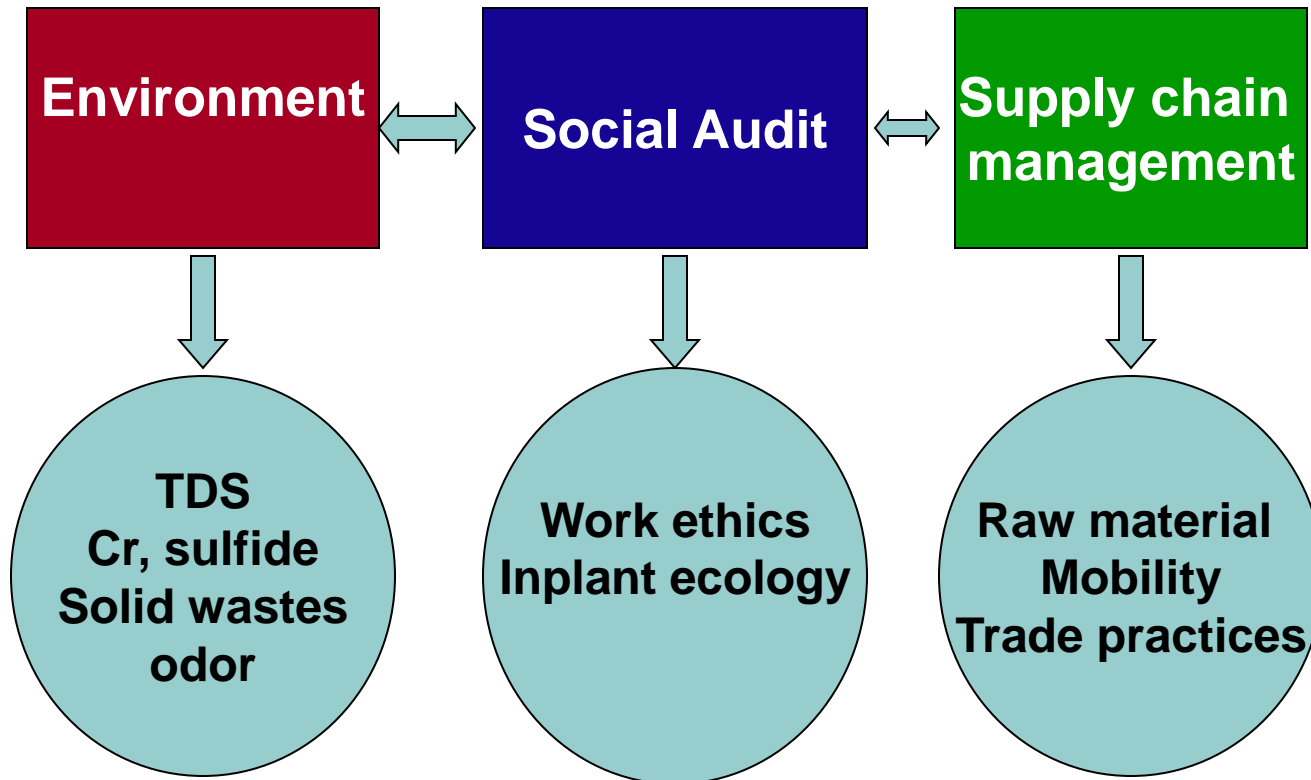 Environment
Social Audit
Supply chain
management
TDS
Cr, sulfide
Solid wastes
odor
Work ethics
Inplant ecology
Raw material
Mobility
Trade practices.